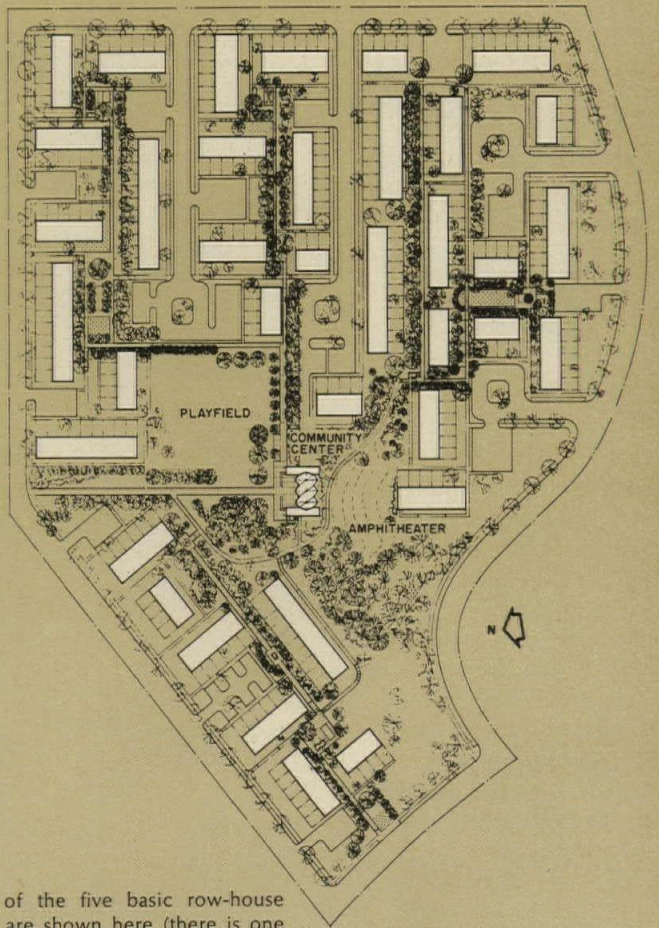 PLAYFIELD
COMMUNITY
CENTER
AMPHITHEATER
N
of the five basic row-house
are shown here (there is one